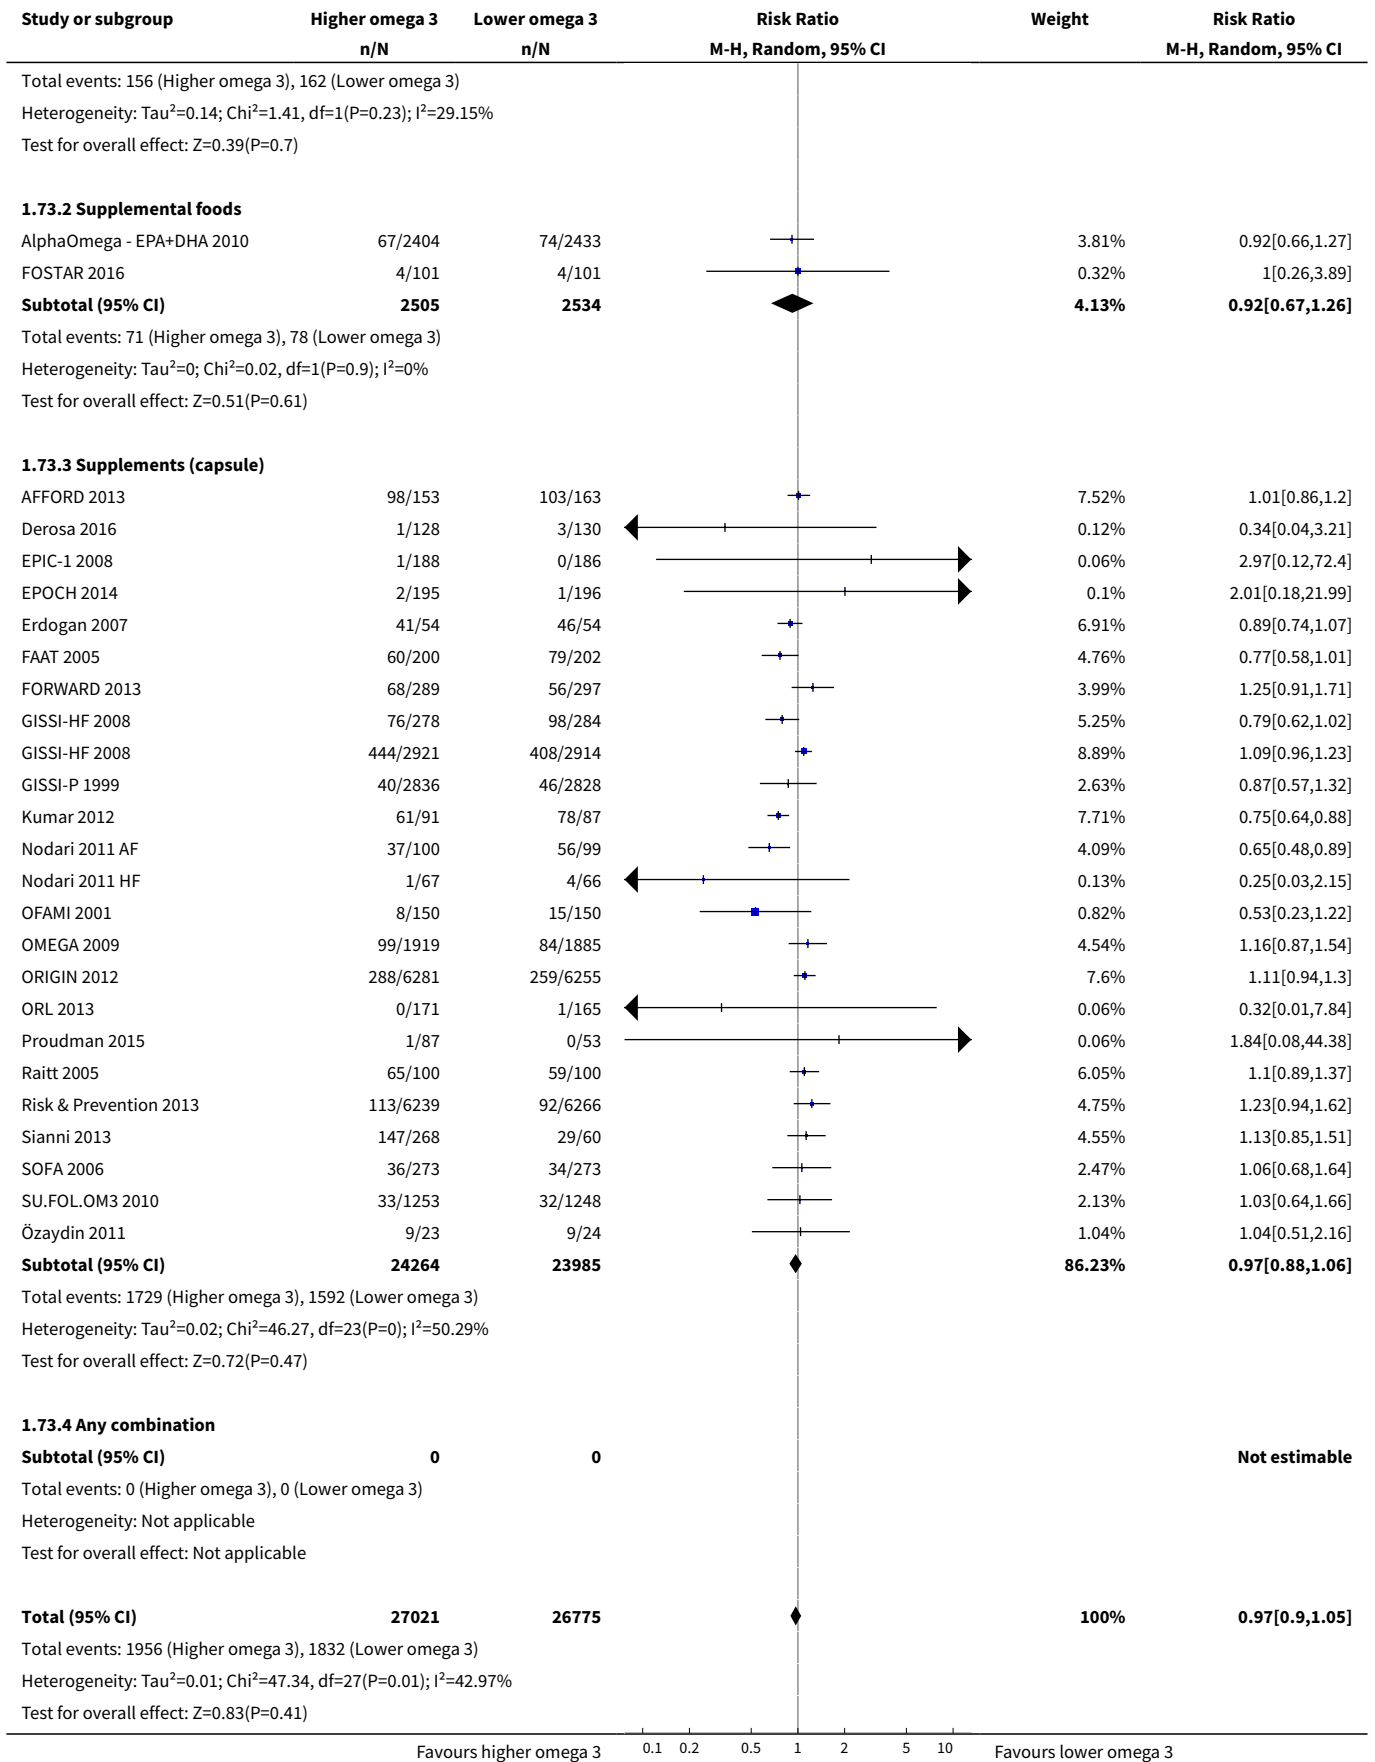 Study or subgroup Higher omega 3 Lower omega 3 Risk Ratio Weight Risk Ratio
n/N n/N M-H, Random, 95% CI M-H, Random, 95% CI
Total events: 156 (Higher omega 3), 162 (Lower omega 3)
Heterogeneity: Tau²=0.14; Chi²=1.41, df=1(P=0.23); I²=29.15%
Test for overall effect: Z=0.39(P=0.7)
1.73.2 Supplemental foods
AlphaOmega - EPA+DHA 2010 67/2404 74/2433 3.81% 0.92[0.66,1.27]
FOSTAR 2016 4/101 4/101 0.32% 1[0.26,3.89]
Subtotal (95% CI) 2505 2534 4.13% 0.92[0.67,1.26]
Total events: 71 (Higher omega 3), 78 (Lower omega 3)
Heterogeneity: Tau²=0; Chi²=0.02, df=1(P=0.9); I²=0%
Test for overall effect: Z=0.51(P=0.61)
1.73.3 Supplements (capsule)
AFFORD 2013 98/153 103/163 7.52% 1.01[0.86,1.2]
Derosa 2016 1/128 3/130 0.12% 0.34[0.04,3.21]
EPIC-1 2008 1/188 0/186 0.06% 2.97[0.12,72.4]
EPOCH 2014 2/195 1/196 0.1% 2.01[0.18,21.99]
Erdogan 2007 41/54 46/54 6.91% 0.89[0.74,1.07]
FAAT 2005 60/200 79/202 4.76% 0.77[0.58,1.01]
FORWARD 2013 68/289 56/297 3.99% 1.25[0.91,1.71]
GISSI-HF 2008 76/278 98/284 5.25% 0.79[0.62,1.02]
GISSI-HF 2008 444/2921 408/2914 8.89% 1.09[0.96,1.23]
GISSI-P 1999 40/2836 46/2828 2.63% 0.87[0.57,1.32]
Kumar 2012 61/91 78/87 7.71% 0.75[0.64,0.88]
Nodari 2011 AF 37/100 56/99 4.09% 0.65[0.48,0.89]
Nodari 2011 HF 1/67 4/66 0.13% 0.25[0.03,2.15]
OFAMI 2001 8/150 15/150 0.82% 0.53[0.23,1.22]
OMEGA 2009 99/1919 84/1885 4.54% 1.16[0.87,1.54]
ORIGIN 2012 288/6281 259/6255 7.6% 1.11[0.94,1.3]
ORL 2013 0/171 1/165 0.06% 0.32[0.01,7.84]
Proudman 2015 1/87 0/53 0.06% 1.84[0.08,44.38]
Raitt 2005 65/100 59/100 6.05% 1.1[0.89,1.37]
Risk & Prevention 2013 113/6239 92/6266 4.75% 1.23[0.94,1.62]
Sianni 2013 147/268 29/60 4.55% 1.13[0.85,1.51]
SOFA 2006 36/273 34/273 2.47% 1.06[0.68,1.64]
SU.FOL.OM3 2010 33/1253 32/1248 2.13% 1.03[0.64,1.66]
Özaydin 2011 9/23 9/24 1.04% 1.04[0.51,2.16]
Subtotal (95% CI) 24264 23985 86.23% 0.97[0.88,1.06]
Total events: 1729 (Higher omega 3), 1592 (Lower omega 3)
Heterogeneity: Tau²=0.02; Chi²=46.27, df=23(P=0); I²=50.29%
Test for overall effect: Z=0.72(P=0.47)
1.73.4 Any combination
Subtotal (95% CI) 0 0 Not estimable
Total events: 0 (Higher omega 3), 0 (Lower omega 3)
Heterogeneity: Not applicable
Test for overall effect: Not applicable
Total (95% CI) 27021 26775 100% 0.97[0.9,1.05]
Total events: 1956 (Higher omega 3), 1832 (Lower omega 3)
Heterogeneity: Tau²=0.01; Chi²=47.34, df=27(P=0.01); I²=42.97%
Test for overall effect: Z=0.83(P=0.41)
Favours higher omega 3 0.1 0.2 0.5 1 2 5 10 Favours lower omega 3